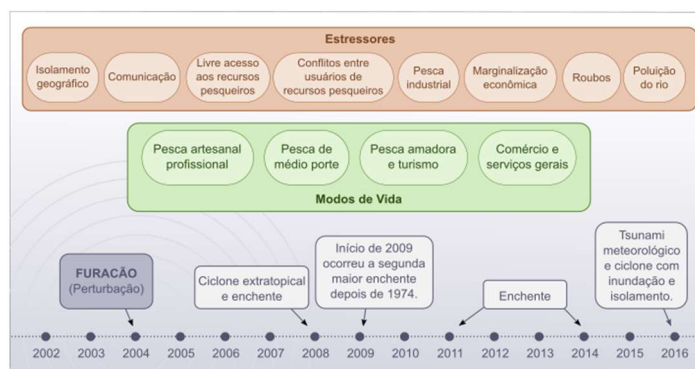 Estressores
Isolamento
geográfico
Comunicação
Livre acesso
aos recursos
pesqueiros
Conflitos entre
usuários de
recursos pesqueiros
Pesca
industrial
Marginalização
econômica
Roubos
Poluição
do rio
Pesca artesanal
profissional
Pesca de
médio porte
Pesca amadora
e turismo
Comércio e
serviços gerais
Modos de Vida
FURACÃO
(Perturbação)
Ciclone extratopical
e enchente
Início de 2009
ocorreu a segunda
maior enchente
depois de 1974.
Enchente
Tsunami
meteorológico
e ciclone com
inundação e
isolamento.
2002 2003 2004 2005 2006 2007 2008 2009 2010 2011 2012 2013 2014 2015 2016